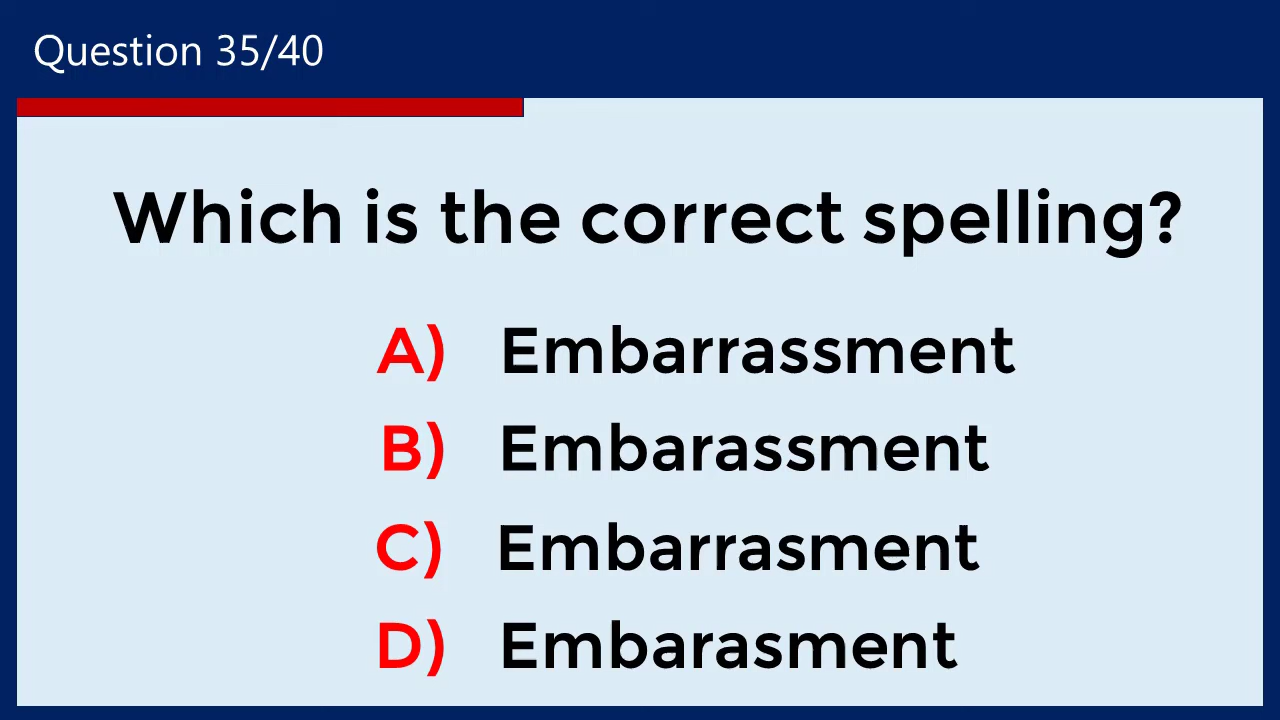 Question 35/40
Which is the correct spelling?
A) Embarrassment
B) Embarassment
C) Embarrasment
D) Embarasment